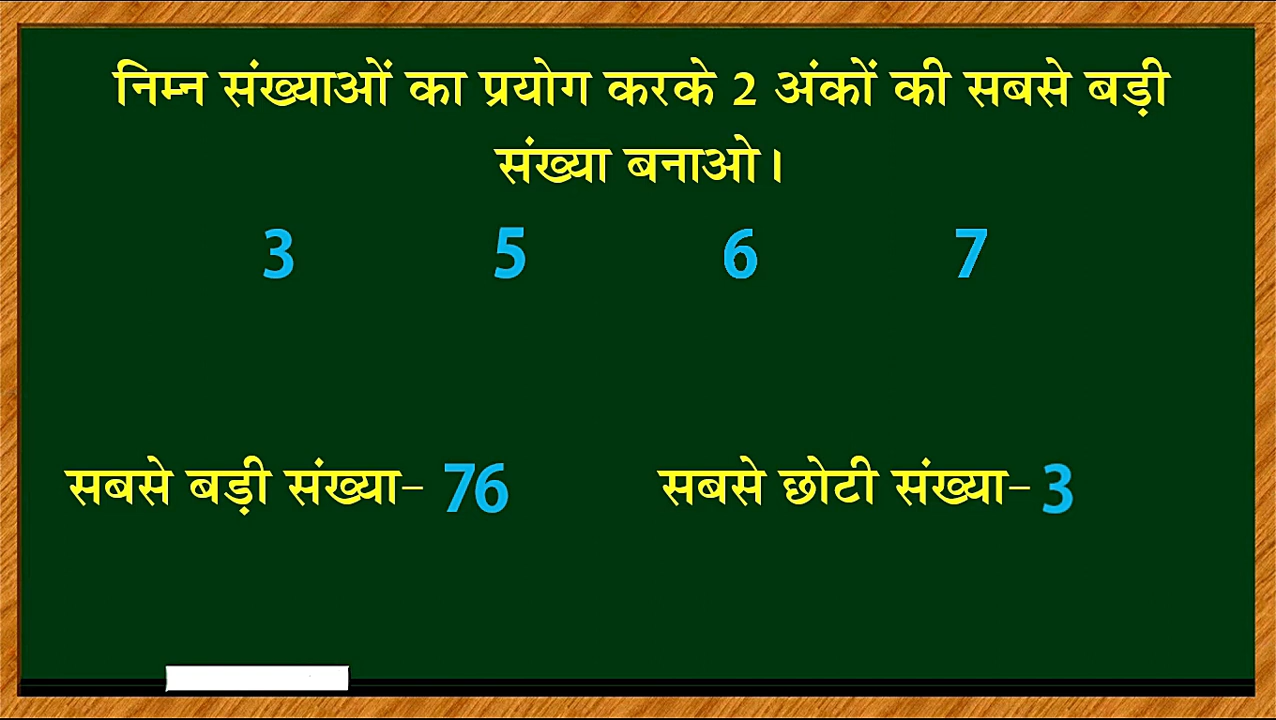 निम्न संख्याओं का प्रयोग करके 2 अंकों की सबसे बड़ी
संख्या बनाओ।
3 5 6 7
सबसे बड़ी संख्या- 76 सबसे छोटी संख्या- 3